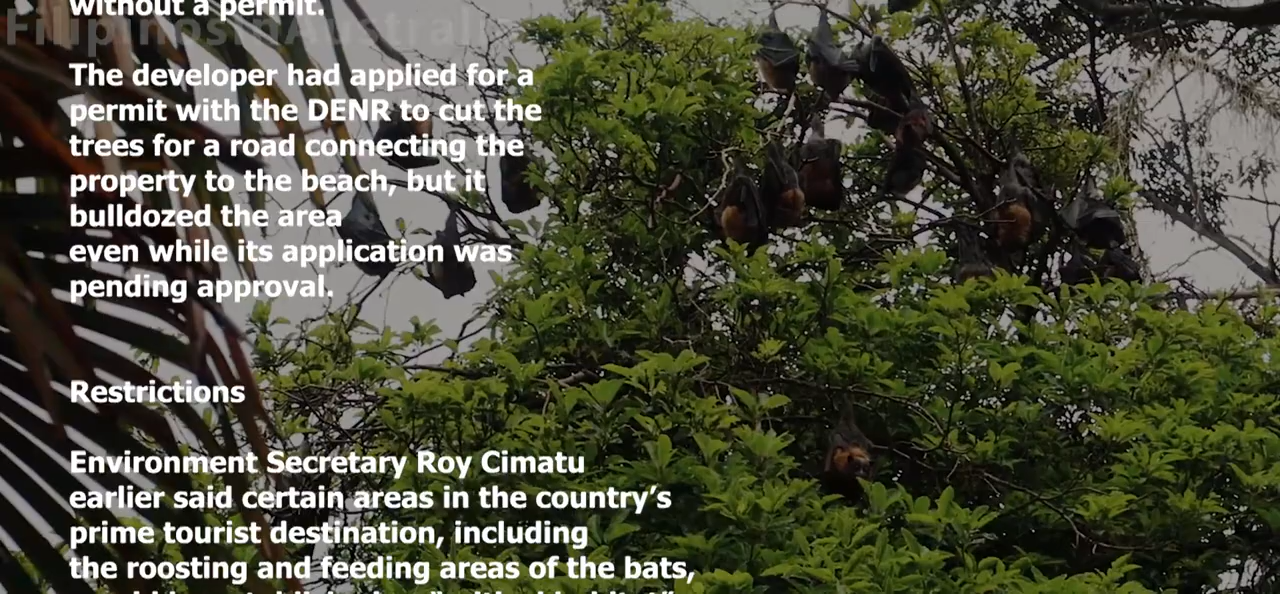 without a permit.
FilipinosInAustralia
The developer had applied for a
permit with the DENR to cut the
trees for a road connecting the
property to the beach, but it
bulldozed the area
even while its application was
pending approval.
Restrictions
Environment Secretary Roy Cimatu
earlier said certain areas in the country’s
prime tourist destination, including
the roosting and feeding areas of the bats,